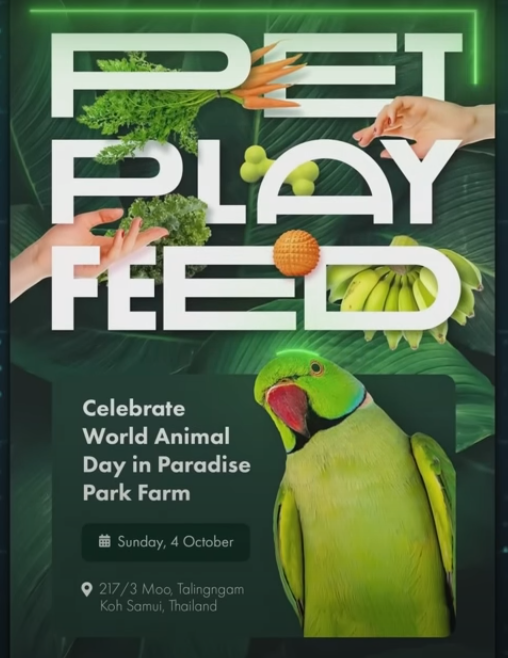 PET
PLAY
FEED
Celebrate
World Animal
Day in Paradise
Park Farm
Sunday, 4 October
217/3 Moo, Talingngam
Koh Samui, Thailand